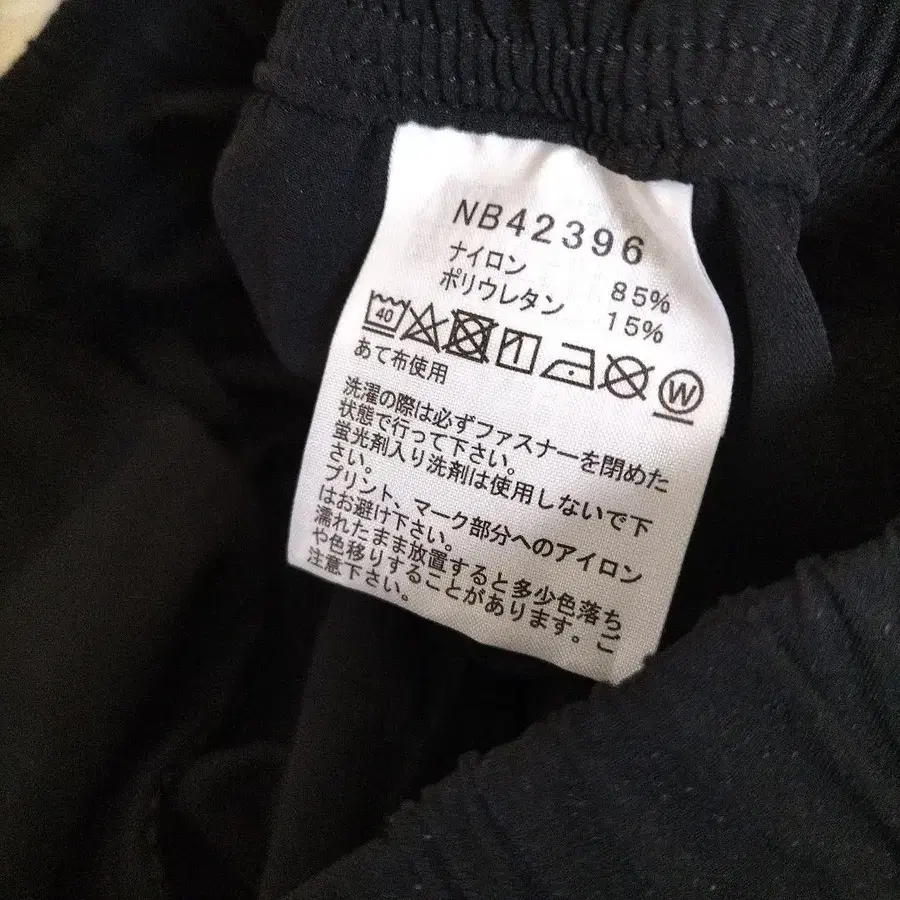 NB42396
ナイロン 85%
ポリウレタン 15%
40
W
あて布使用
洗濯の際は必ずファスナーを閉めた
状態で行って下さい。
蛍光剤入り洗剤は使用しないで下
さい。
プリント、マーク部分へのアイロン
はお避け下さい。
濡れたまま放置すると多少色落ち
や色移りすることがあります。ご
注意下さい。